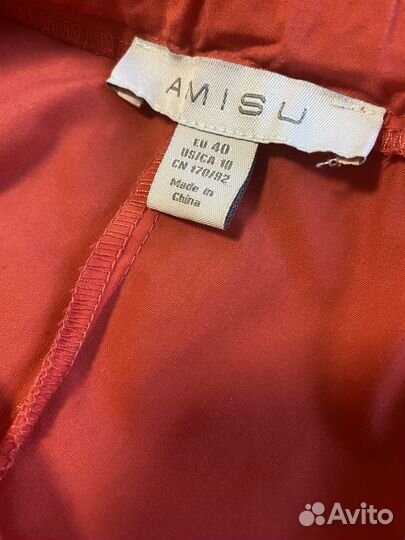 AMISU
EU 40
US/CA 10
CN 170/92
Made in
China
Avito